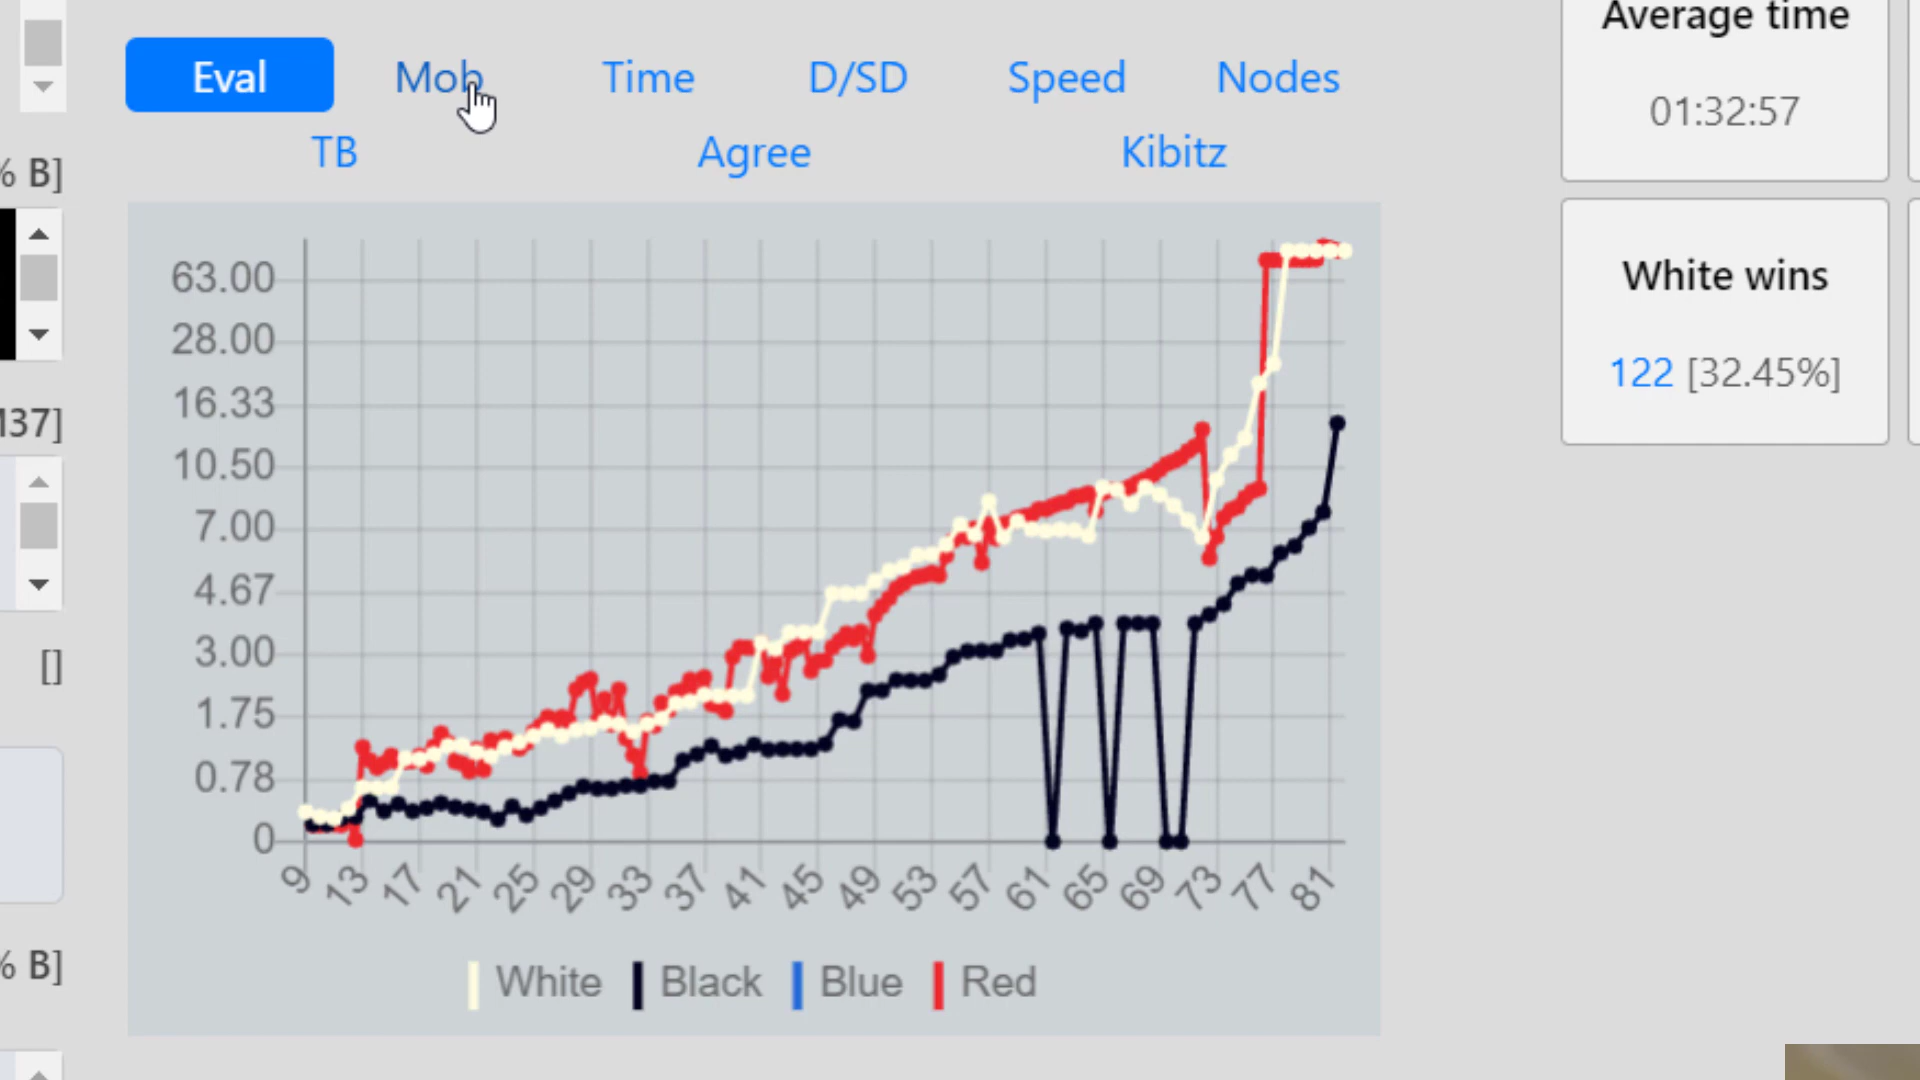 Eval Mob Time D/SD Speed Nodes
TB Agree Kibitz
% B]
M37]
[]
% B]
63.00
28.00
16.33
10.50
7.00
4.67
3.00
1.75
0.78
0
9 13 17 21 25 29 33 37 41 45 49 53 57 61 65 69 73 77 81
White Black Blue Red
Average time
01:32:57
White wins
122 [32.45%]